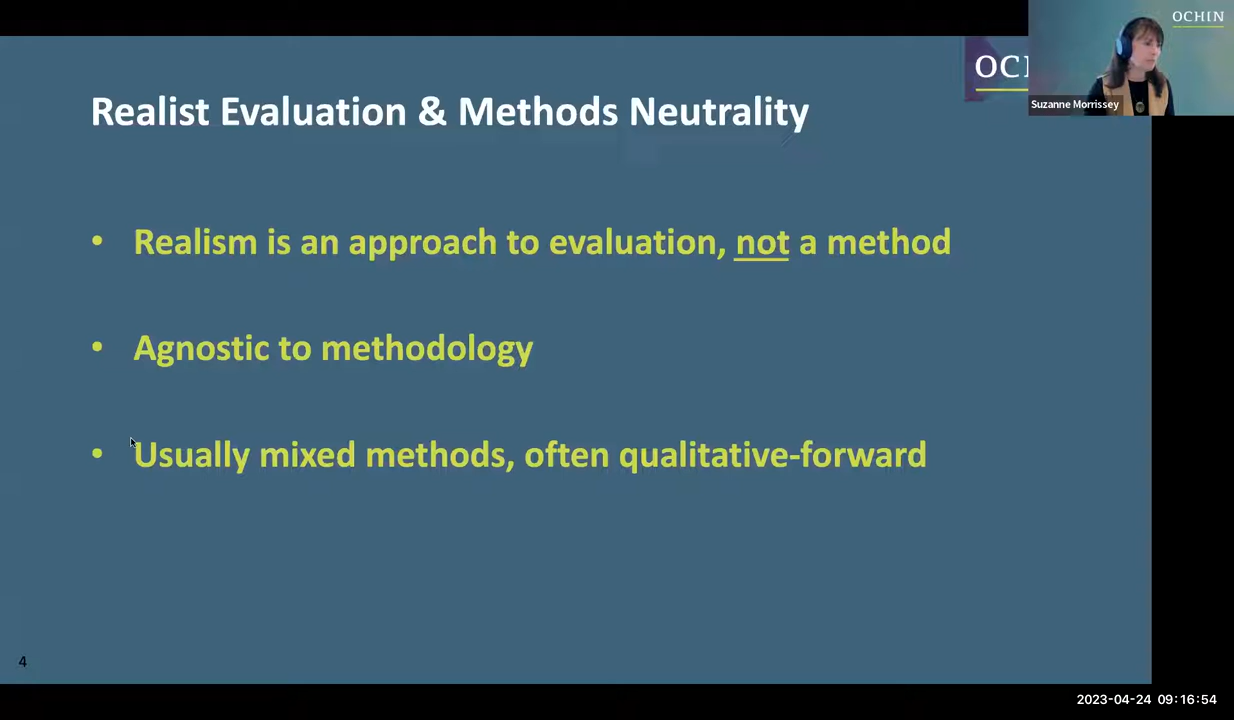 OCHIN
OC
Suzanne Morrissey
Realist Evaluation & Methods Neutrality
• Realism is an approach to evaluation, not a method
• Agnostic to methodology
• Usually mixed methods, often qualitative-forward
4
2023-04-24 09:16:54